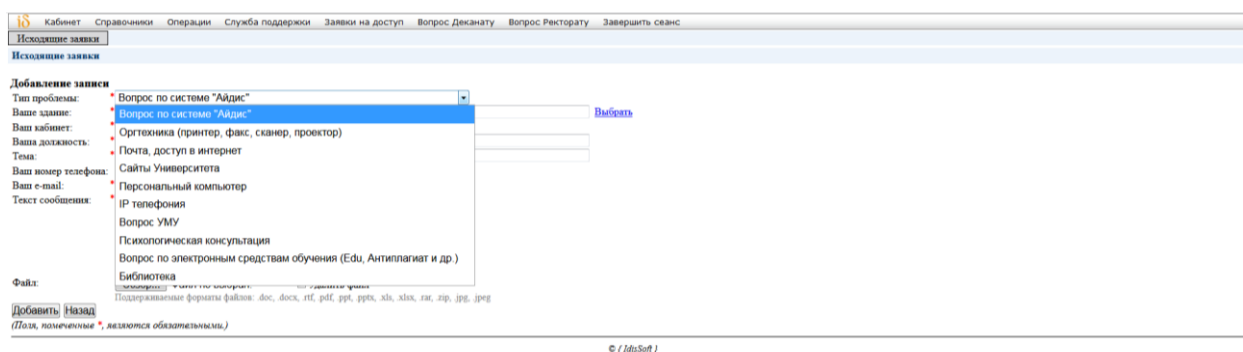 iS Кабинет Справочники Операции Служба поддержки Заявки на доступ Вопрос Деканату Вопрос Ректорату Завершить сеанс
Исходящие заявки
Исходящие заявки
Добавление записи
Тип проблемы: * Вопрос по системе "Айдис"
Ваше здание: * Выбрать
Вопрос по системе "Айдис"
Ваш кабинет: *
Оргтехника (принтер, факс, сканер, проектор)
Ваша должность: *
Почта, доступ в интернет
Тема: *
Сайты Университета
Ваш номер телефона:
Персональный компьютер
Ваш e-mail: *
IP телефония
Текст сообщения: *
Вопрос УМУ
Психологическая консультация
Вопрос по электронным средствам обучения (Edu, Антиплагиат и др.)
Библиотека
Файл:
Поддерживаемые форматы файлов: .doc, .docx, .rtf, .pdf, .ppt, .pptx, .xls, .xlsx, .rar, .zip, .jpg, .jpeg
Добавить Назад
(Поля, помеченные *, являются обязательными.)
© { IdisSoft }